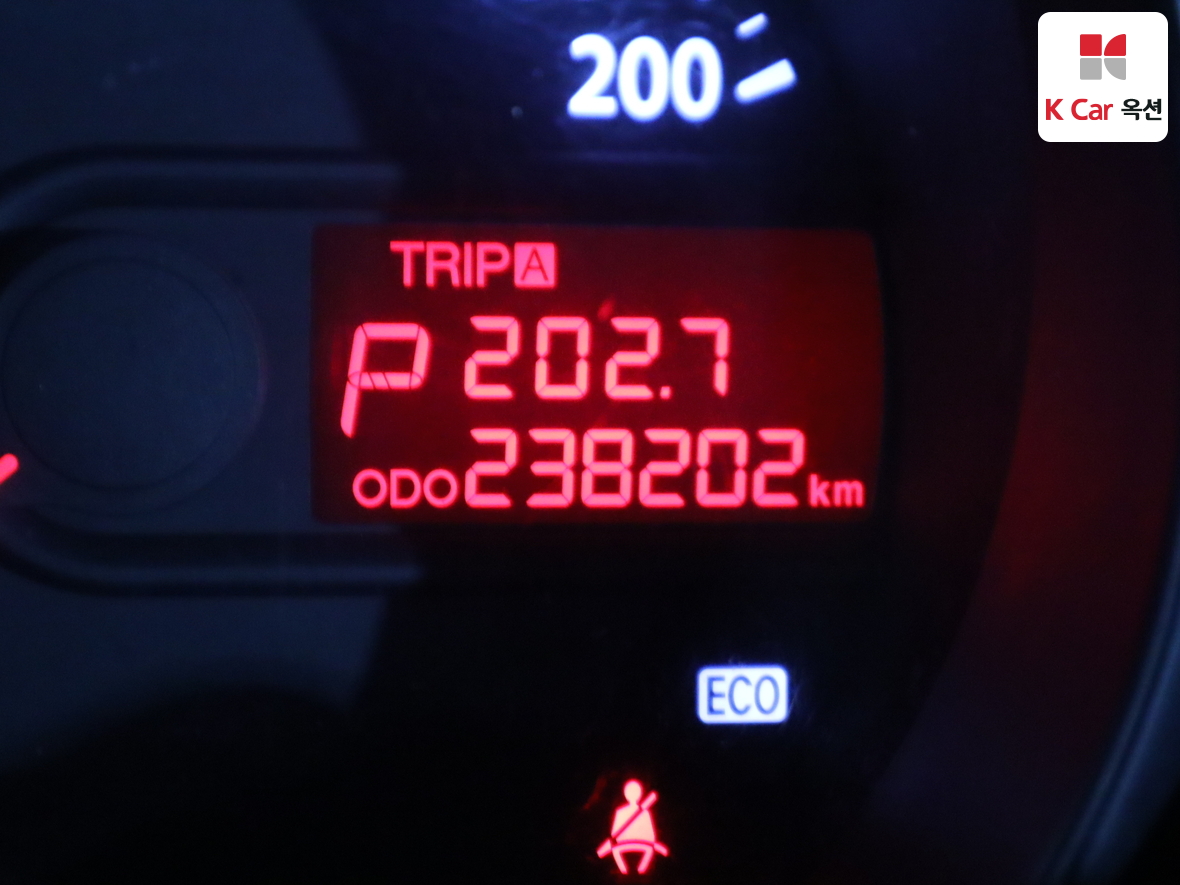 200
K Car 옥션
TRIP A
P 202.7
ODO 238202 km
ECO